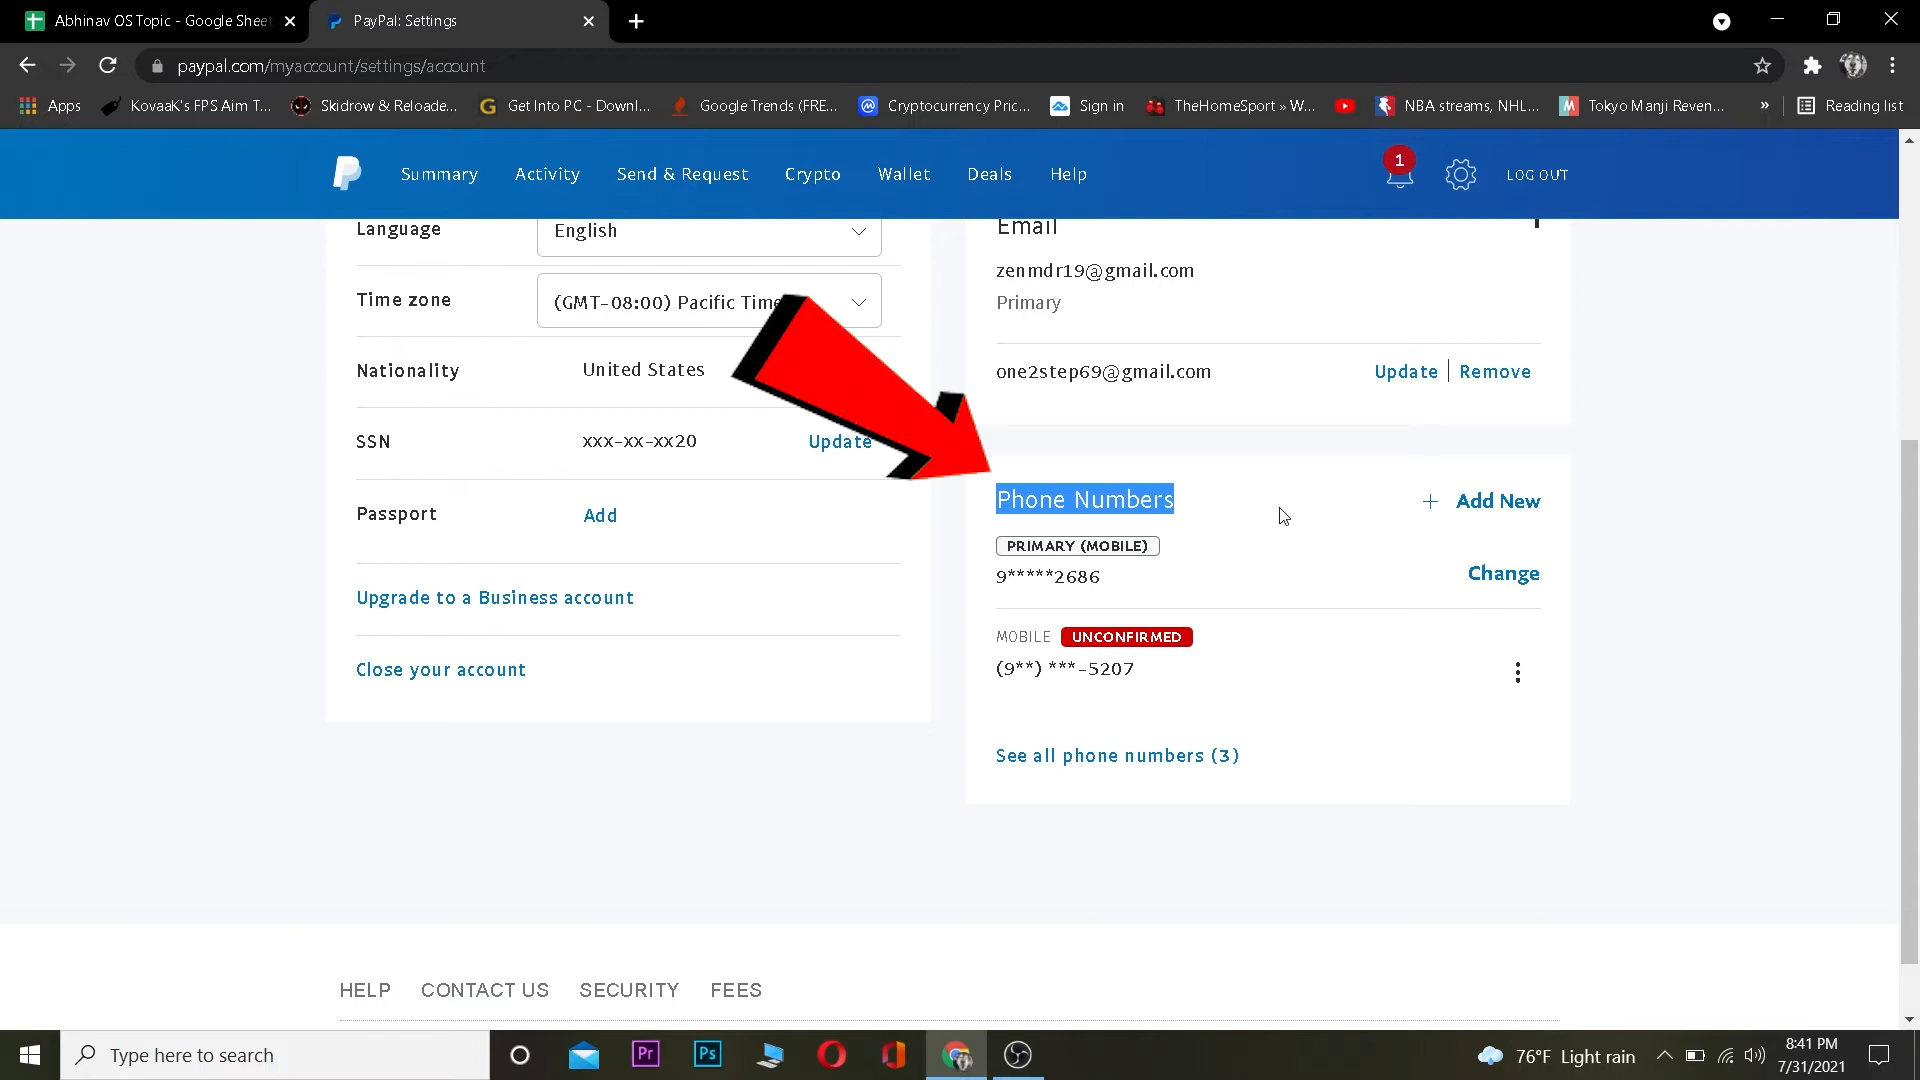 Abhinav OS Topic - Google Sheet
PayPal: Settings
paypal.com/myaccount/settings/account
Apps
KovaaK's FPS Aim T...
Skidrow & Reloade...
Get Into PC - Downl...
Google Trends (FRE...
Cryptocurrency Pric...
Sign in
TheHomeSport » W...
NBA streams, NHL...
Tokyo Manji Reven...
»
Reading list
Summary
Activity
Send & Request
Crypto
Wallet
Deals
Help
1
LOG OUT
Language
English
Time zone
(GMT-08:00) Pacific Time
Nationality
United States
SSN
xxx-xx-xx20
Update
Passport
Add
Upgrade to a Business account
Close your account
Email
zenmdr19@gmail.com
Primary
one2step69@gmail.com
Update | Remove
Phone Numbers
+ Add New
PRIMARY (MOBILE)
9*****2686
Change
MOBILE UNCONFIRMED
(9**) ***-5207
See all phone numbers (3)
HELP CONTACT US SECURITY FEES
Type here to search
Pr
Ps
76°F Light rain
8:41 PM
7/31/2021